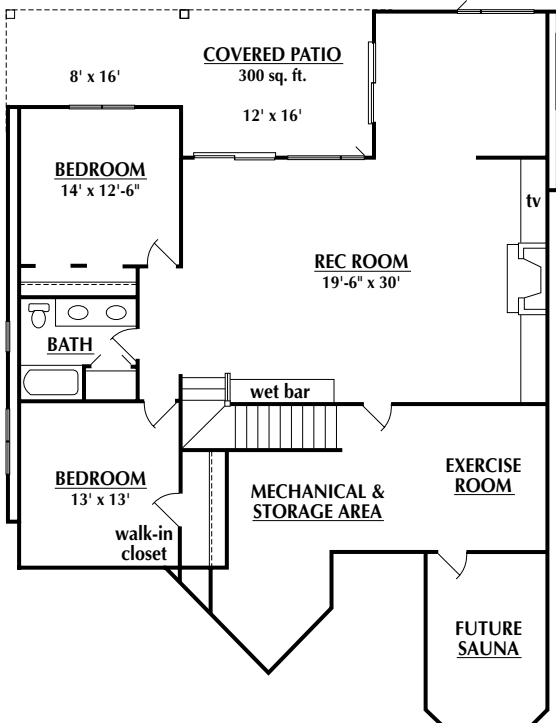 COVERED PATIO
300 sq. ft.
8' x 16'
12' x 16'
BEDROOM
14' x 12'-6"
tv
REC ROOM
19'-6" x 30'
BATH
wet bar
BEDROOM
13' x 13'
EXERCISE
ROOM
MECHANICAL &
STORAGE AREA
walk-in
closet
FUTURE
SAUNA